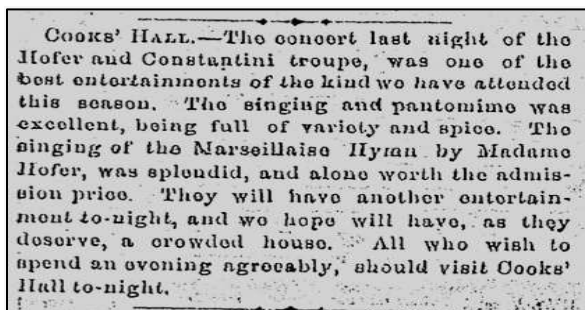 COOKS' HALL.—The concert last night of the
Hofer and Constantini troupe, was one of the
best entertainments of the kind we have attended
this season. The singing and pantomime was
excellent, being full of variety and spice. The
singing of the Marseillaise Hymn by Madame
Hofer, was splendid, and alone worth the admis-
sion price. They will have another entertain-
ment to-night, and we hope will have, as they
deserve, a crowded house. All who wish to
spend an evening agreeably, should visit Cooks'
Hall to-night.